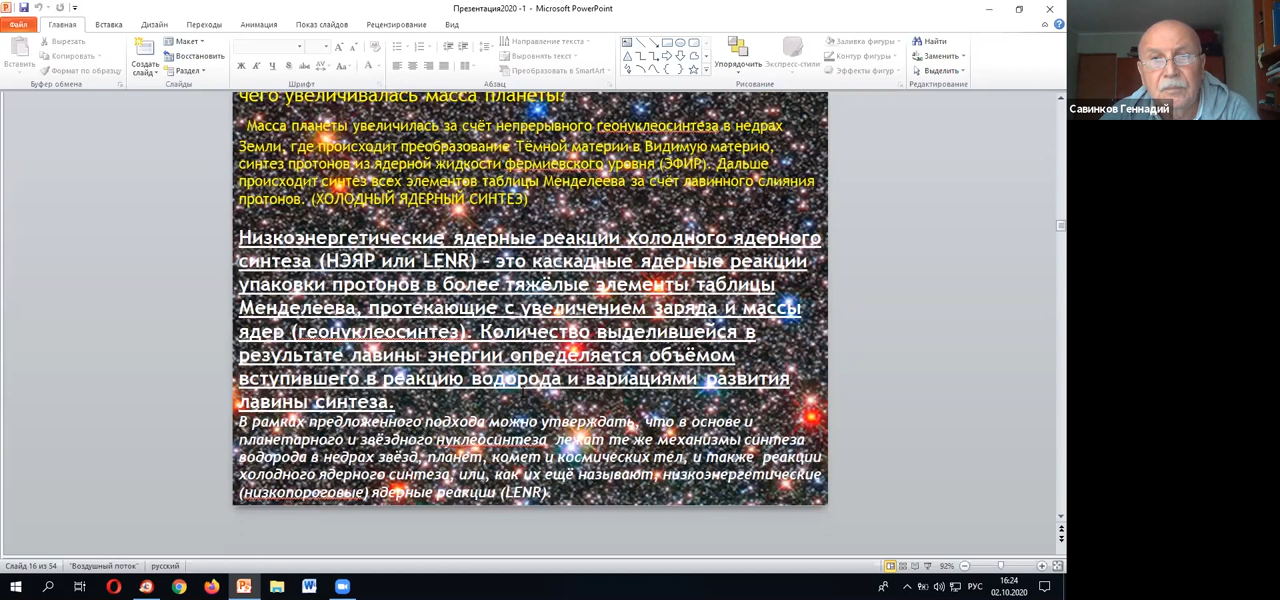 Презентация2020 -1 - Microsoft PowerPoint
Файл Главная Вставка Дизайн Переходы Анимация Показ слайдов Рецензирование Вид
Вставить
Вырезать
Копировать
Формат по образцу
Буфер обмена
Создать слайд
Макет
Восстановить
Раздел
Слайды
Ж К Ч S abc AV Aa А
Шрифт
Направление текста
Выровнять текст
Преобразовать в SmartArt
Абзац
Упорядочить
Экспресс-стили
Заливка фигуры
Контур фигуры
Эффекты фигур
Рисование
Найти
Заменить
Выделить
Редактирование
Савинков Геннадий
чего увеличивалась масса планеты?
Масса планеты увеличилась за счёт непрерывного геонуклеосинтеза в недрах
Земли, где происходит преобразование Тёмной материи в Видимую материю,
синтез протонов из ядерной жидкости фермиевского уровня (ЭФИР). Дальше
происходит синтез всех элементов таблицы Менделеева за счёт лавинного слияния
протонов. (ХОЛОДНЫЙ ЯДЕРНЫЙ СИНТЕЗ)
Низкоэнергетические ядерные реакции холодного ядерного
синтеза (НЭЯР или LENR) – это каскадные ядерные реакции
упаковки протонов в более тяжёлые элементы таблицы
Менделеева, протекающие с увеличением заряда и массы
ядер (геонуклеосинтез). Количество выделившейся в
результате лавины энергии определяется объёмом
вступившего в реакцию водорода и вариациями развития
лавины синтеза.
В рамках предложенного подхода можно утверждать, что в основе и
планетарного и звёздного нуклеосинтеза лежат те же механизмы синтеза
водорода в недрах звёзд, планет, комет и космических тел, и также реакции
холодного ядерного синтеза, или, как их ещё называют, низкоэнергетические
(низкопороговые) ядерные реакции (LENR).
Слайд 16 из 54 "Воздушный поток" русский 92%
РУС
16:24
02.10.2020